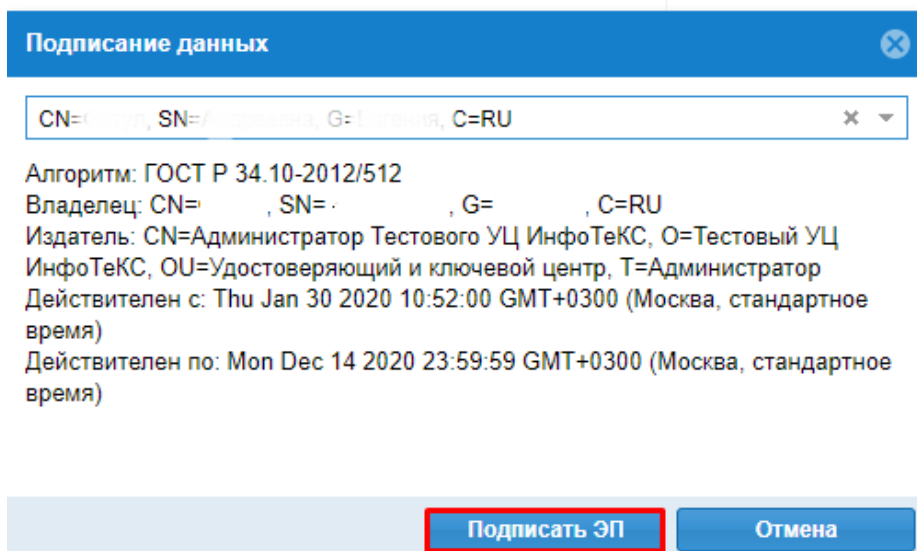 Подписание данных
CN= , SN= , G= , C=RU
Алгоритм: ГОСТ Р 34.10-2012/512
Владелец: CN= , SN= , G= , C=RU
Издатель: CN=Администратор Тестового УЦ ИнфоТеКС, O=Тестовый УЦ
ИнфоТеКС, OU=Удостоверяющий и ключевой центр, T=Администратор
Действителен с: Thu Jan 30 2020 10:52:00 GMT+0300 (Москва, стандартное
время)
Действителен по: Mon Dec 14 2020 23:59:59 GMT+0300 (Москва, стандартное
время)
Подписать ЭП Отмена